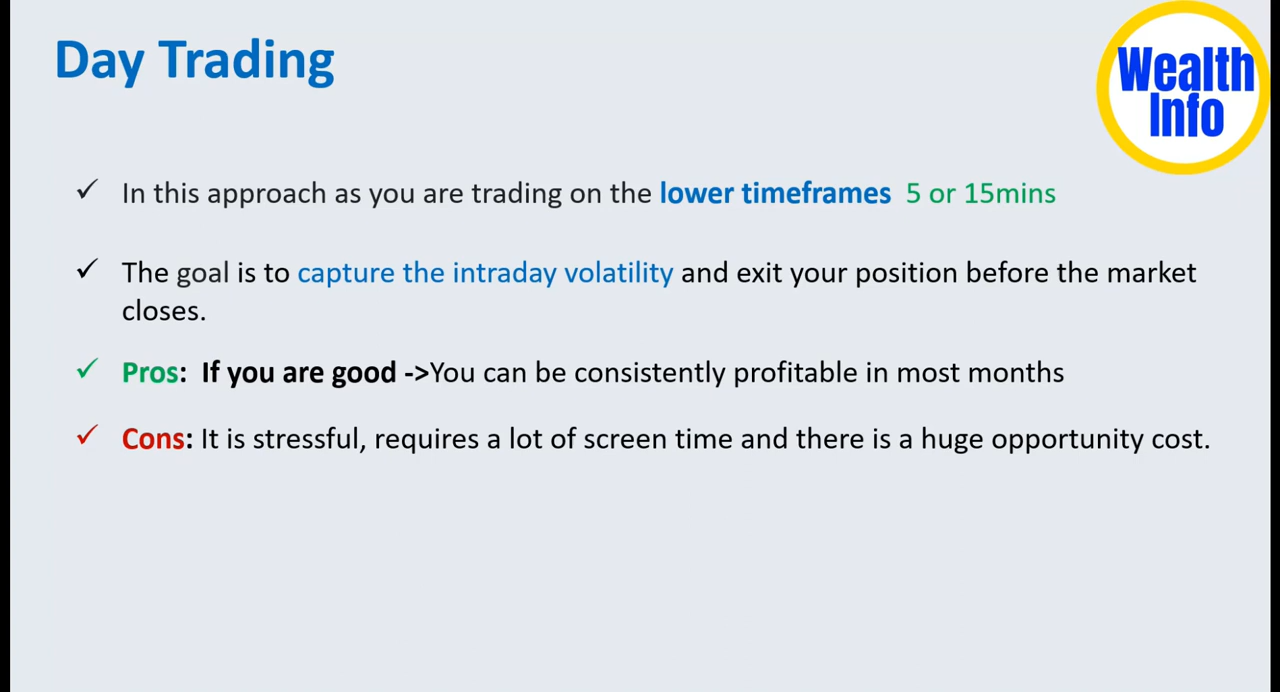 Day Trading
Wealth
Info
✓ In this approach as you are trading on the lower timeframes 5 or 15mins
✓ The goal is to capture the intraday volatility and exit your position before the market
closes.
✓ Pros: If you are good ->You can be consistently profitable in most months
✓ Cons: It is stressful, requires a lot of screen time and there is a huge opportunity cost.